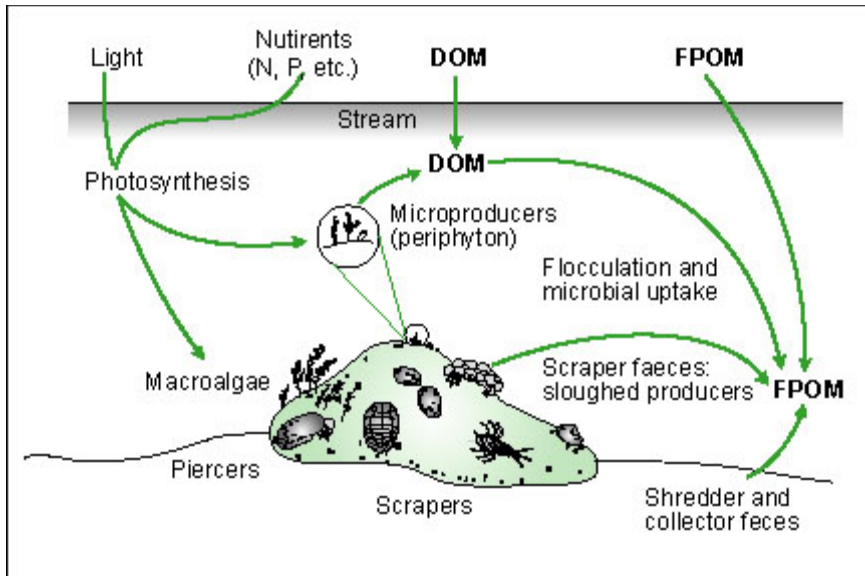 Light
Nutirents
(N, P, etc.)
DOM
FPOM
Stream
DOM
Photosynthesis
Microproducers
(periphyton)
Flocculation and
microbial uptake
Macroalgae
Scraper faeces:
sloughed producers
FPOM
Piercers
Scrapers
Shredder and
collector feces